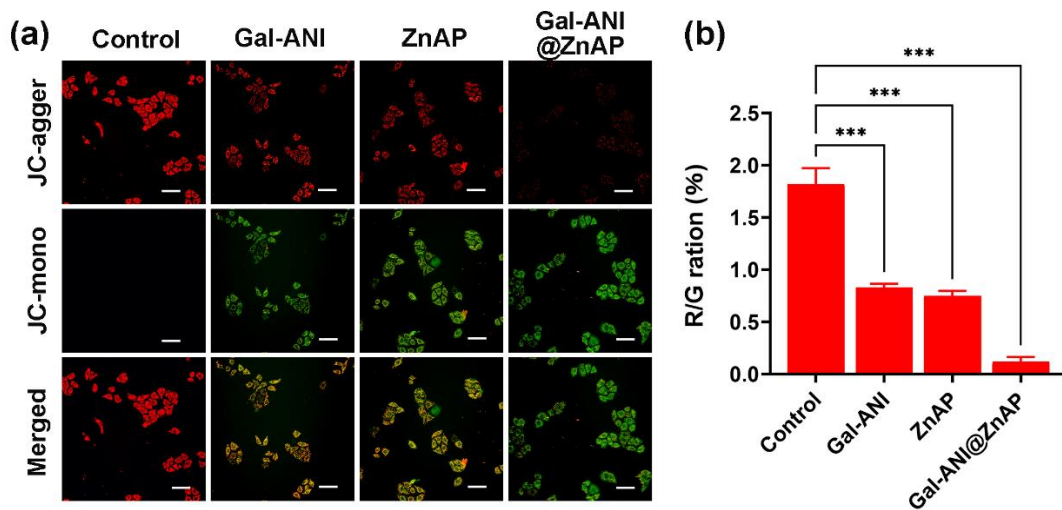 (a)
Control
Gal-ANI
ZnAP
Gal-ANI
@ZnAP
JC-agger
JC-mono
Merged
(b)
***
***
***
R/G ration (%)
2.5
2.0
1.5
1.0
0.5
0.0
Control
Gal-ANI
ZnAP
Gal-ANI@ZnAP